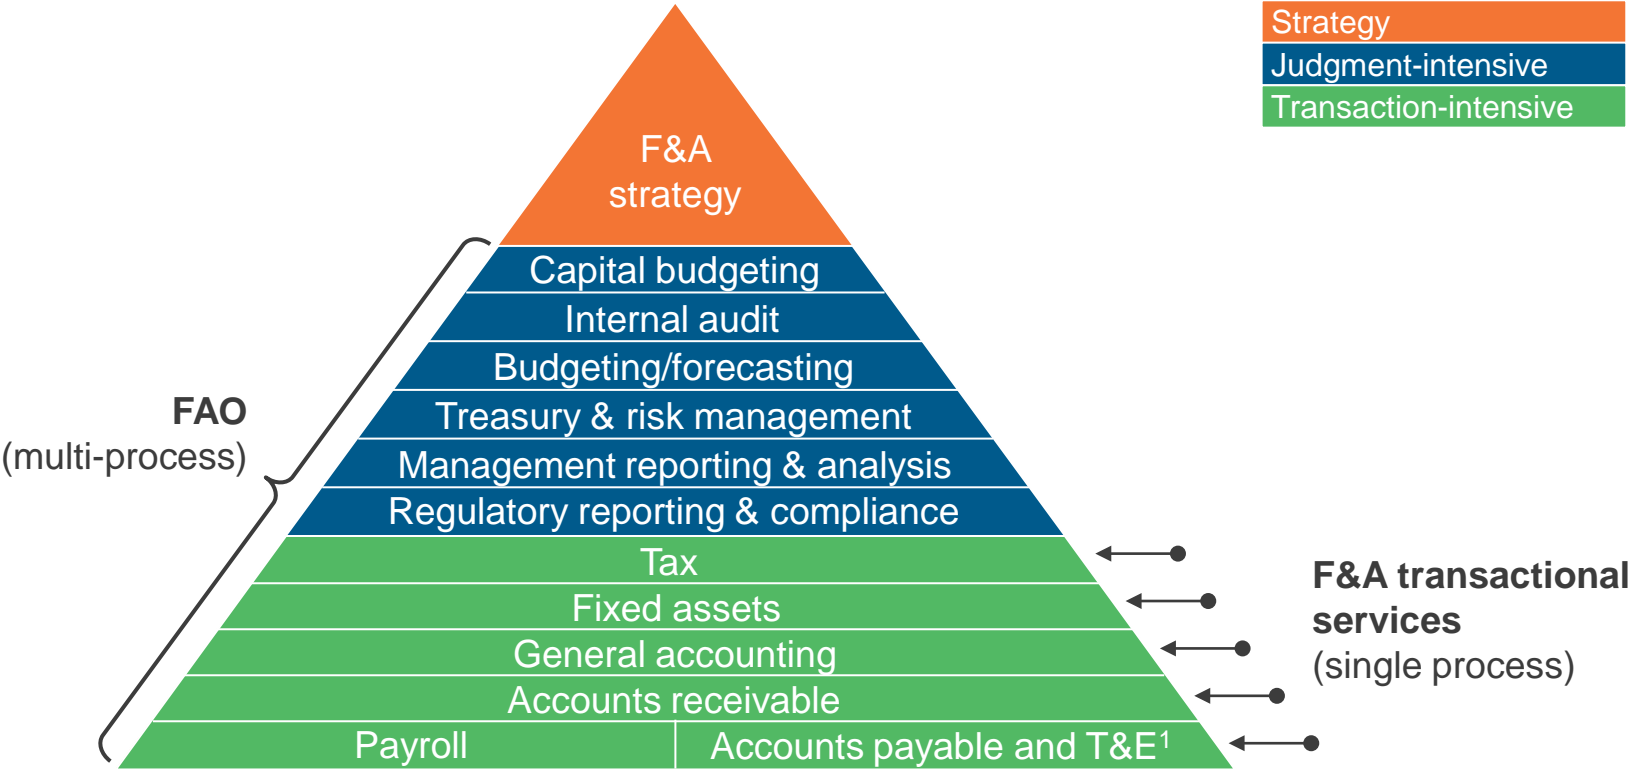 Strategy
Judgment-intensive
Transaction-intensive
F&A
strategy
Capital budgeting
Internal audit
Budgeting/forecasting
Treasury & risk management
Management reporting & analysis
Regulatory reporting & compliance
Tax
Fixed assets
General accounting
Accounts receivable
Payroll
Accounts payable and T&E¹
FAO
(multi-process)
F&A transactional
services
(single process)